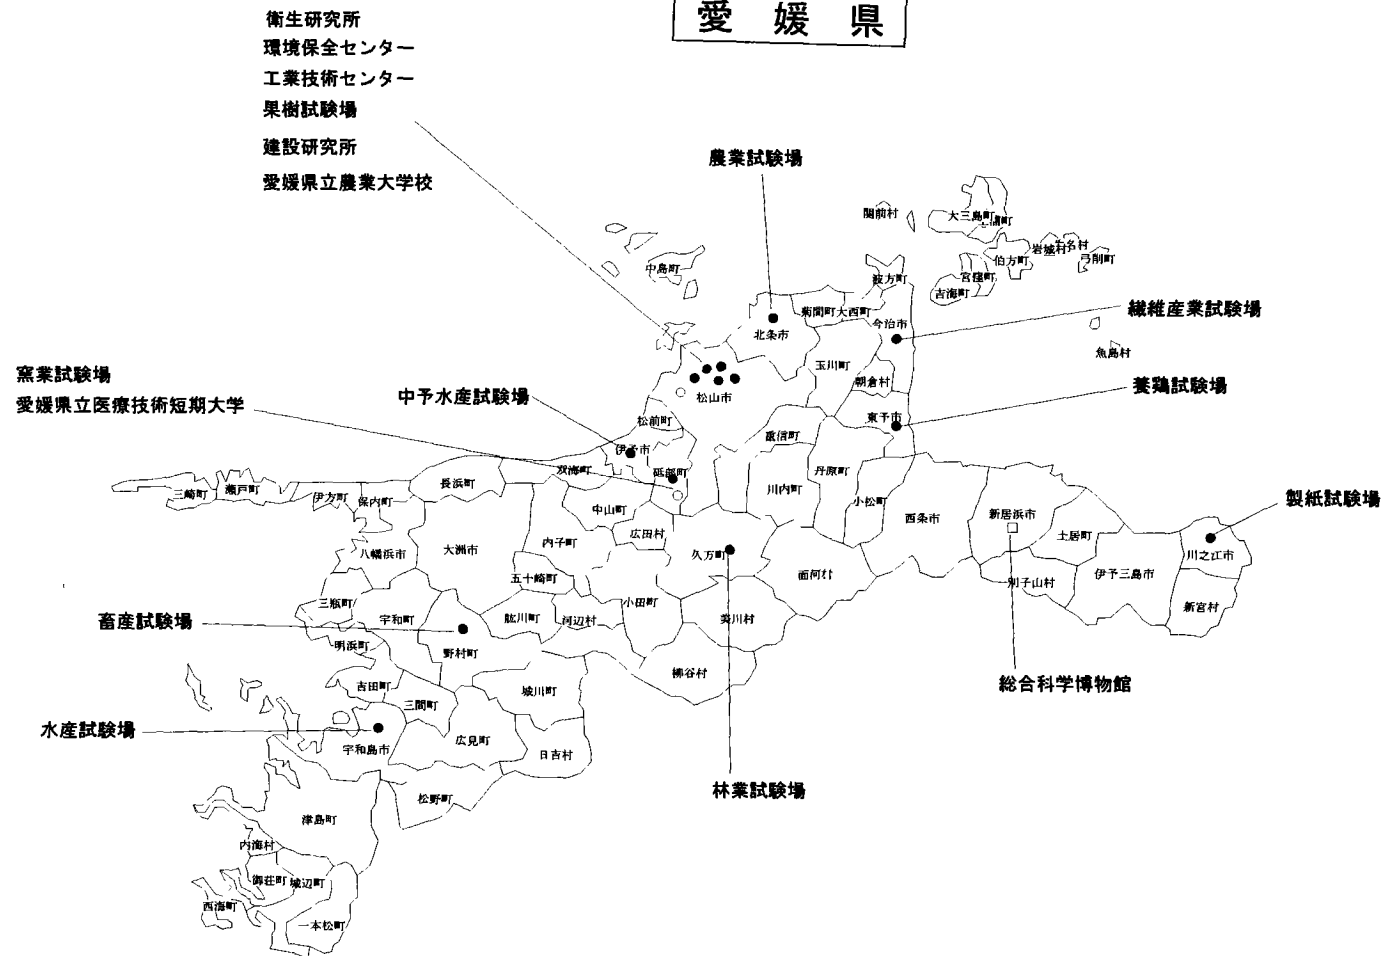 愛媛県
衛生研究所
環境保全センター
工業技術センター
果樹試験場
建設研究所
愛媛県立農業大学校
農業試験場
関前村
大三島町
岩城村
伯方町
弓削町
宮窪町
吉海町
波方町
中島町
菊間町
大西町
今治市
繊維産業試験場
北条市
魚島村
玉川町
朝倉村
養鶏試験場
窯業試験場
愛媛県立医療技術短期大学
中予水産試験場
松山市
松前町
東予市
重信町
伊予市
砥部町
双海町
丹原町
川内町
小松町
長浜町
三崎町
瀬戸町
伊方町
保内町
製紙試験場
中山町
広田村
西条市
新居浜市
土居町
川之江市
八幡浜市
大洲市
内子町
久万町
面河村
五十崎町
別子山村
伊予三島市
新宮村
三瓶町
宇和町
肱川町
河辺村
小田町
美川村
畜産試験場
明浜町
野村町
柳谷村
総合科学博物館
吉田町
城川町
三間町
水産試験場
宇和島市
広見町
日吉村
林業試験場
松野町
津島町
内海村
御荘町
城辺町
西海町
一本松町